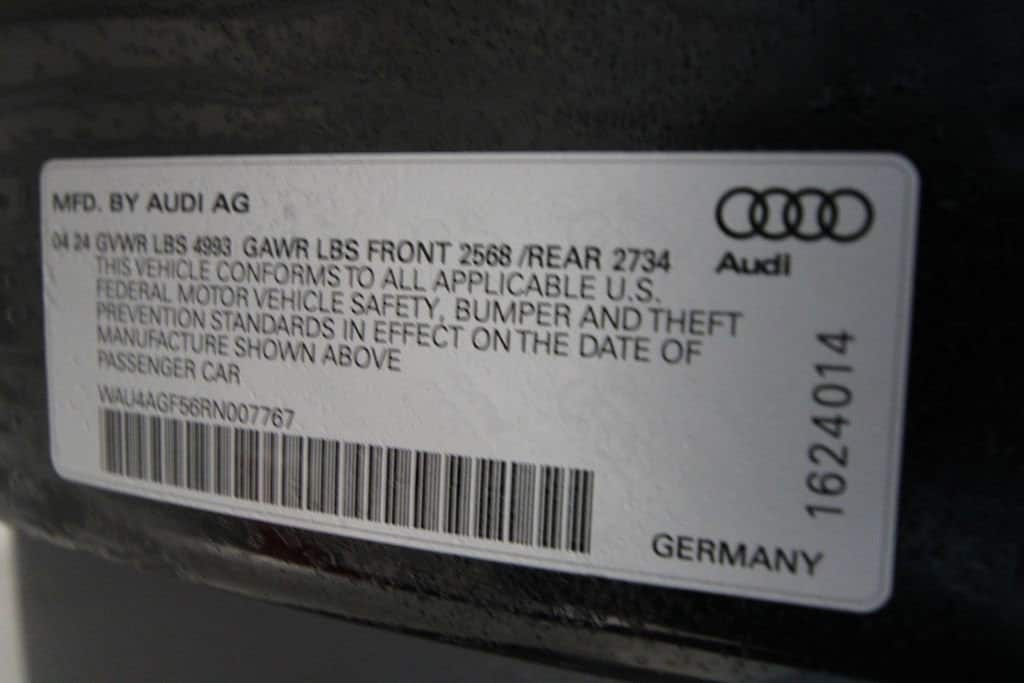 MFD. BY AUDI AG
04 24 GVWR LBS 4993 GAWR LBS FRONT 2568 /REAR 2734
THIS VEHICLE CONFORMS TO ALL APPLICABLE U.S.
FEDERAL MOTOR VEHICLE SAFETY, BUMPER AND THEFT
PREVENTION STANDARDS IN EFFECT ON THE DATE OF
MANUFACTURE SHOWN ABOVE
PASSENGER CAR
WAU4AGF56RN007767
Audi
1624014
GERMANY